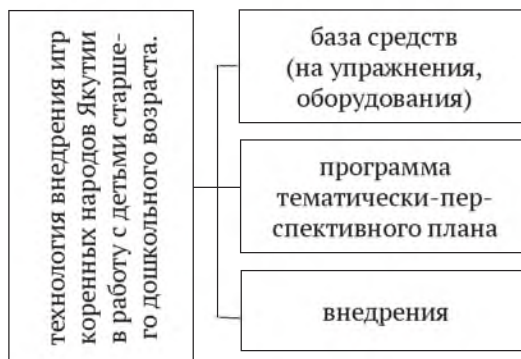 технология внедрения игр
коренных народов Якутии
в работу с детьми старше-
го дошкольного возраста.
база средств
(на упражнения,
оборудования)
программа
тематически-пер-
спективного плана
внедрения